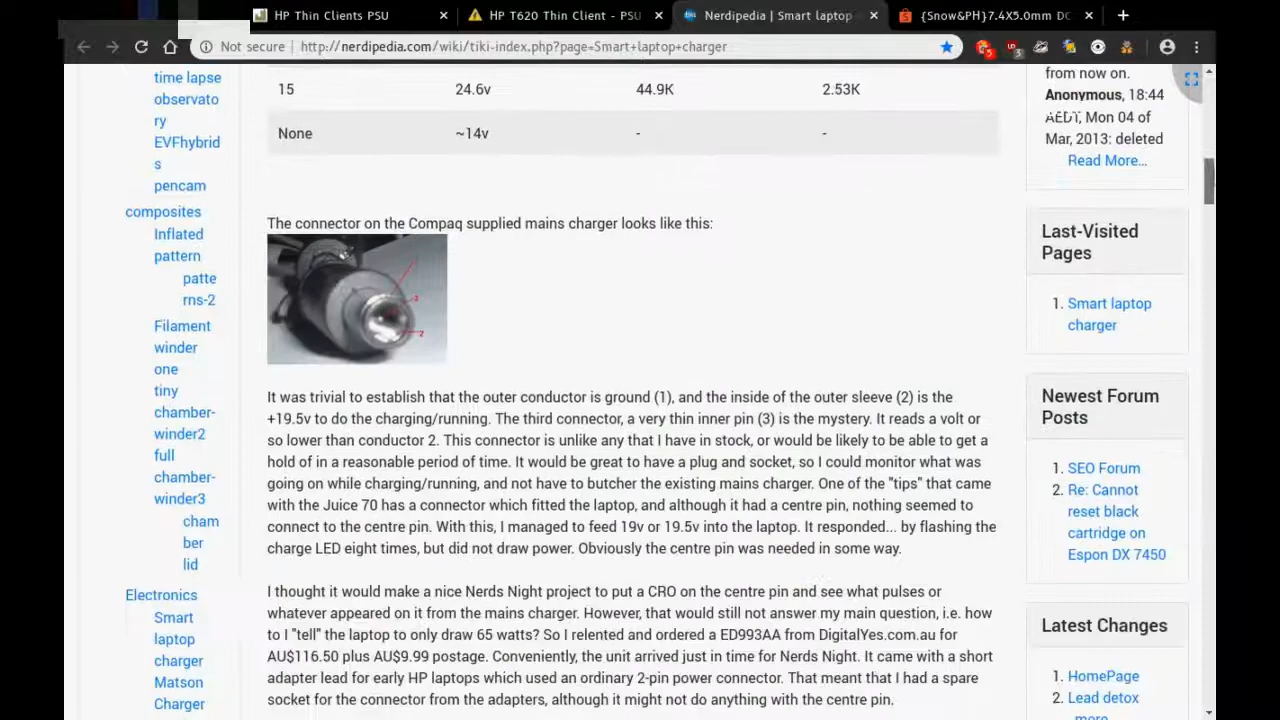 HP Thin Clients PSU
HP T620 Thin Client - PSU
Nerdipedia | Smart laptop
{Snow&PH}7.4X5.0mm DC
Not secure | http://nerdipedia.com/wiki/tiki-index.php?page=Smart+laptop+charger
time lapse
observato
ry
EVFhybrid
s
pencam
composites
Inflated
pattern
patte
rns-2
Filament
winder
one
tiny
chamber-
winder2
full
chamber-
winder3
cham
ber
lid
Electronics
Smart
laptop
charger
Matson
Charger
15 24.6v 44.9K 2.53K
None ~14v - -
The connector on the Compaq supplied mains charger looks like this:
3
2
It was trivial to establish that the outer conductor is ground (1), and the inside of the outer sleeve (2) is the
+19.5v to do the charging/running. The third connector, a very thin inner pin (3) is the mystery. It reads a volt or
so lower than conductor 2. This connector is unlike any that I have in stock, or would be likely to be able to get a
hold of in a reasonable period of time. It would be great to have a plug and socket, so I could monitor what was
going on while charging/running, and not have to butcher the existing mains charger. One of the "tips" that came
with the Juice 70 has a connector which fitted the laptop, and although it had a centre pin, nothing seemed to
connect to the centre pin. With this, I managed to feed 19v or 19.5v into the laptop. It responded... by flashing the
charge LED eight times, but did not draw power. Obviously the centre pin was needed in some way.
I thought it would make a nice Nerds Night project to put a CRO on the centre pin and see what pulses or
whatever appeared on it from the mains charger. However, that would still not answer my main question, i.e. how
to I "tell" the laptop to only draw 65 watts? So I relented and ordered a ED993AA from DigitalYes.com.au for
AU$116.50 plus AU$9.99 postage. Conveniently, the unit arrived just in time for Nerds Night. It came with a short
adapter lead for early HP laptops which used an ordinary 2-pin power connector. That meant that I had a spare
socket for the connector from the adapters, although it might not do anything with the centre pin.
from now on.
Anonymous, 18:44
AEDT, Mon 04 of
Mar, 2013: deleted
Read More…
Last-Visited
Pages
1. Smart laptop
charger
Newest Forum
Posts
1. SEO Forum
2. Re: Cannot
reset black
cartridge on
Espon DX 7450
Latest Changes
1. HomePage
2. Lead detox